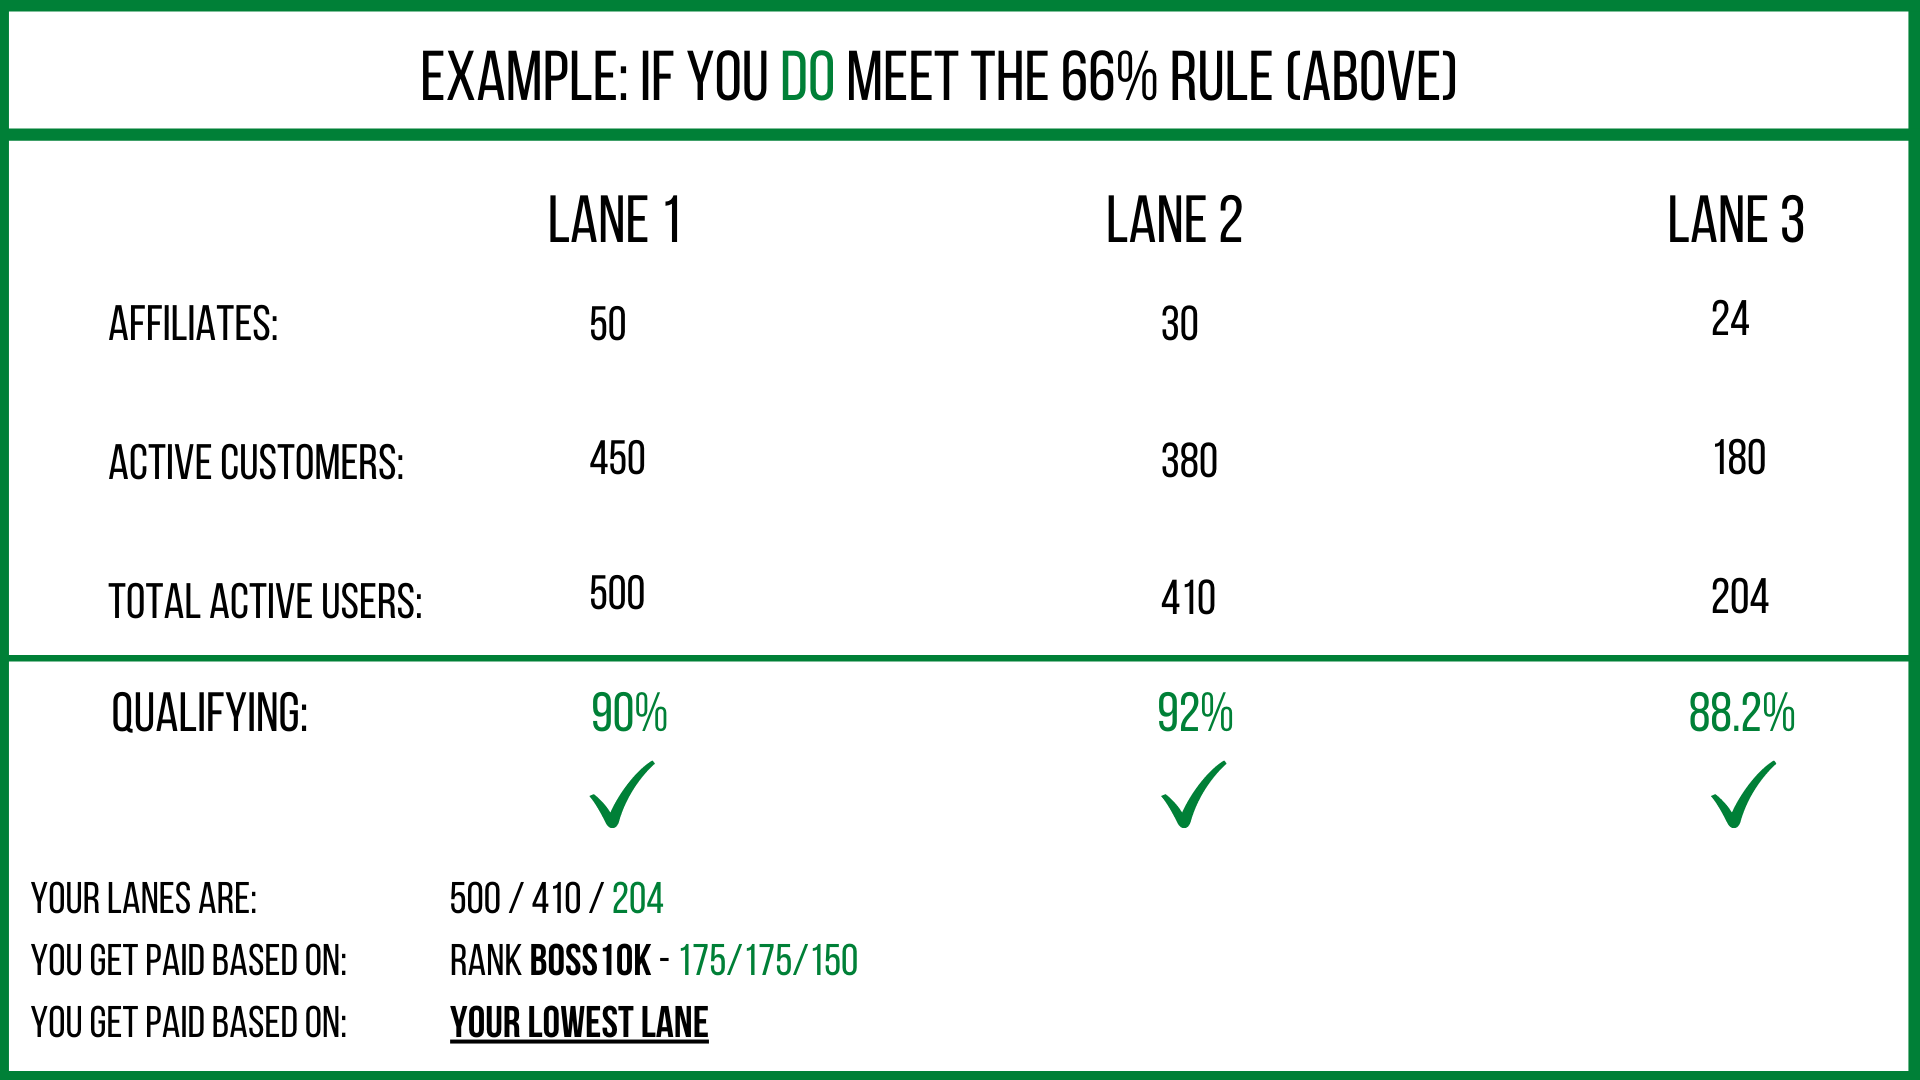 EXAMPLE: IF YOU DO MEET THE 66% RULE (ABOVE)
LANE 1 LANE 2 LANE 3
AFFILIATES: 50 30 24
ACTIVE CUSTOMERS: 450 380 180
TOTAL ACTIVE USERS: 500 410 204
QUALIFYING: 90% 92% 88.2%
YOUR LANES ARE: 500 / 410 / 204
YOU GET PAID BASED ON: RANK BOSS10K - 175/175/150
YOU GET PAID BASED ON: YOUR LOWEST LANE